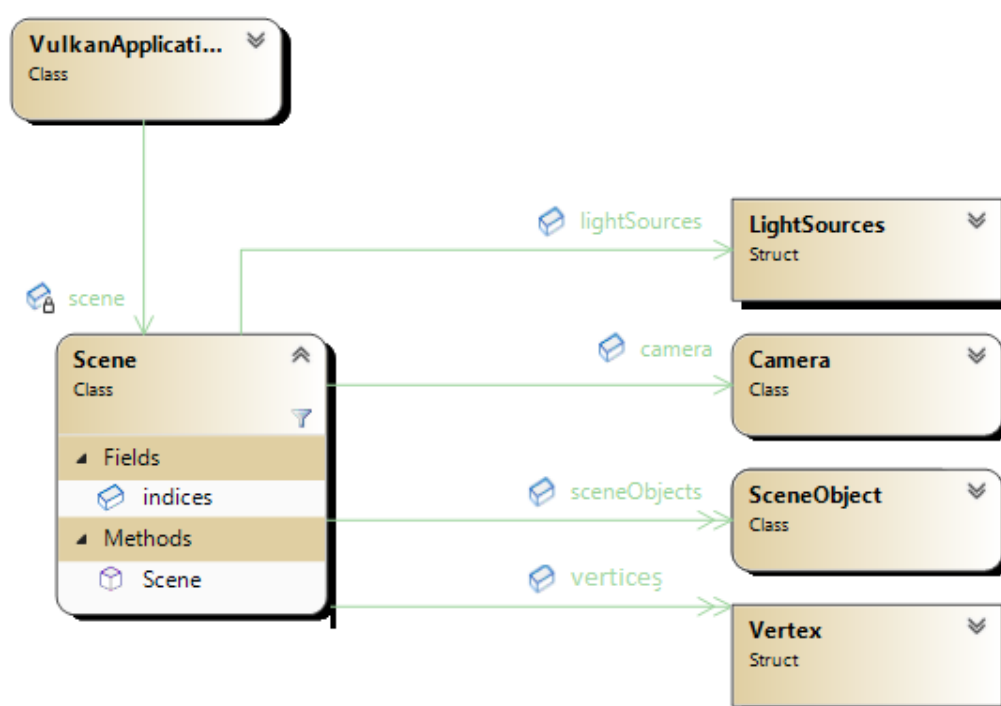 VulkanApplicati...
Class
lightSources
LightSources
Struct
scene
camera
Scene
Class
Camera
Class
Fields
indices
sceneObjects
SceneObject
Class
Methods
Scene
vertices
Vertex
Struct